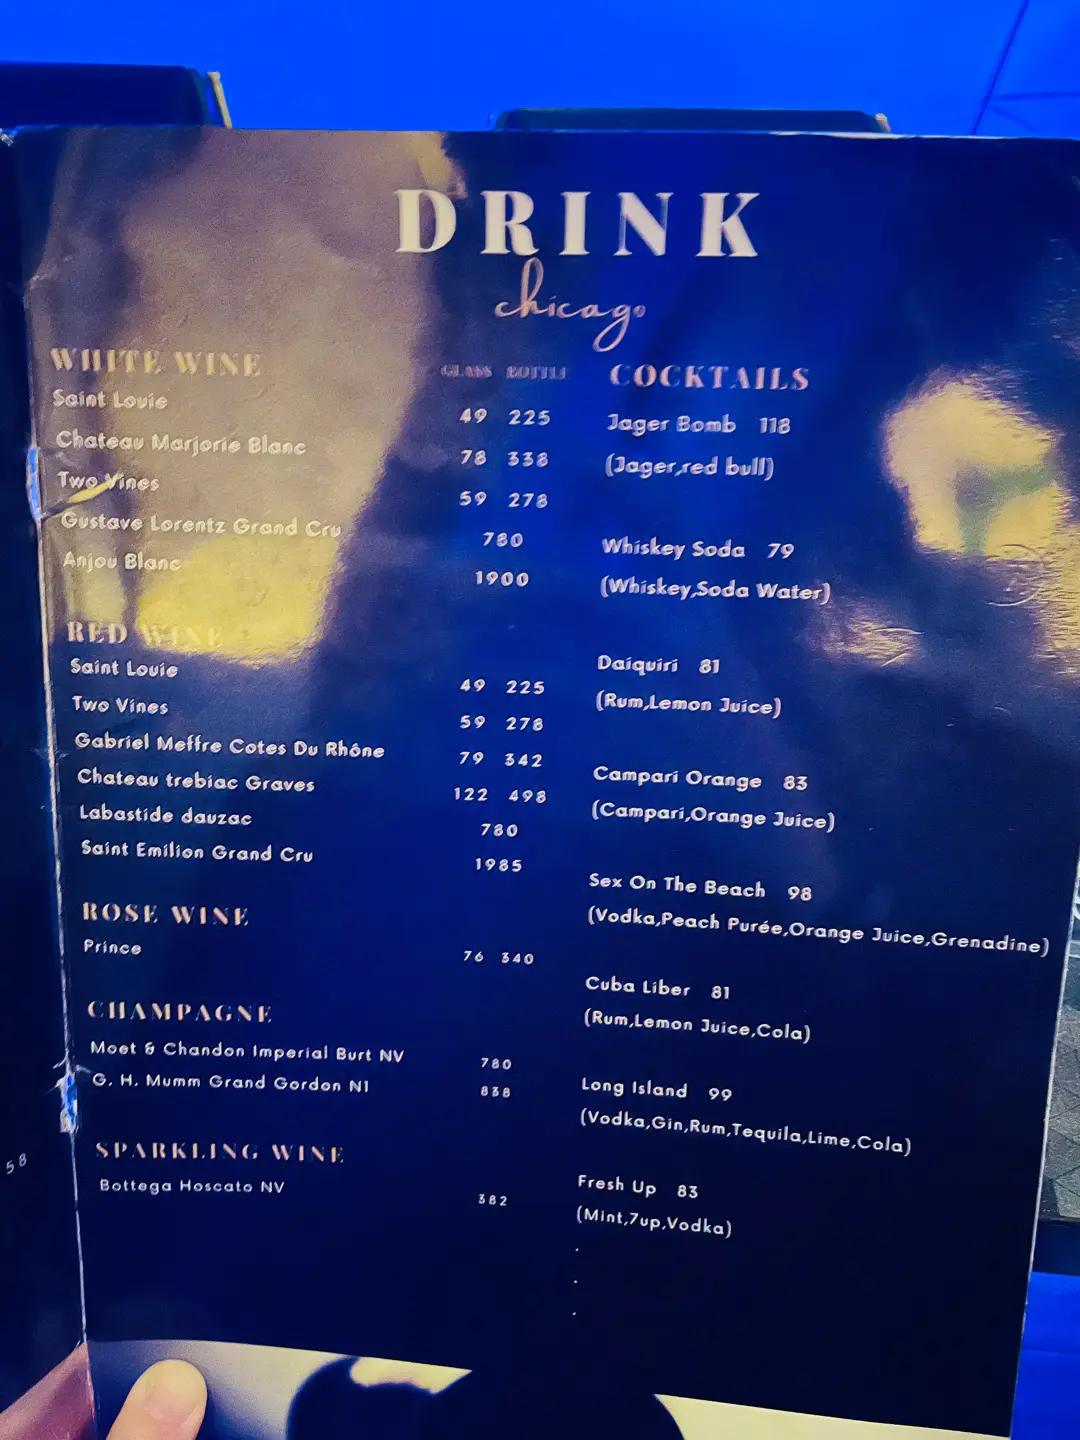 DRINK
chicago
WHITE WINE GLASS BOTTLE
Saint Louie 49 225
Chateau Marjorie Blanc 78 338
Two Vines 59 278
Gustave Lorentz Grand Cru 780
Anjou Blanc 1900
RED WINE
Saint Louie 49 225
Two Vines 59 278
Gabriel Meffre Cotes Du Rhône 79 342
Chateau trebiac Graves 122 498
Labastide dauzac 780
Saint Emilion Grand Cru 1985
ROSE WINE
Prince 76 340
CHAMPAGNE
Moet & Chandon Imperial Burt NV 780
G. H. Mumm Grand Gordon N1 838
SPARKLING WINE
Bottega Hoscato NV 382
COCKTAILS
Jager Bomb 118
(Jager,red bull)
Whiskey Soda 79
(Whiskey,Soda Water)
Daiquiri 81
(Rum,Lemon Juice)
Campari Orange 83
(Campari,Orange Juice)
Sex On The Beach 98
(Vodka,Peach Purée,Orange Juice,Grenadine)
Cuba Liber 81
(Rum,Lemon Juice,Cola)
Long Island 99
(Vodka,Gin,Rum,Tequila,Lime,Cola)
Fresh Up 83
(Mint,7up,Vodka)
.
.
.
58